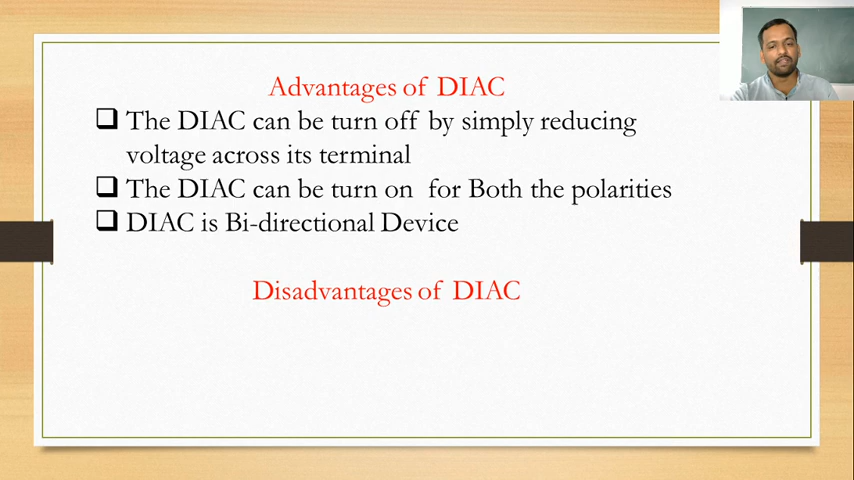 Advantages of DIAC
The DIAC can be turn off by simply reducing
voltage across its terminal
The DIAC can be turn on for Both the polarities
DIAC is Bi-directional Device
Disadvantages of DIAC